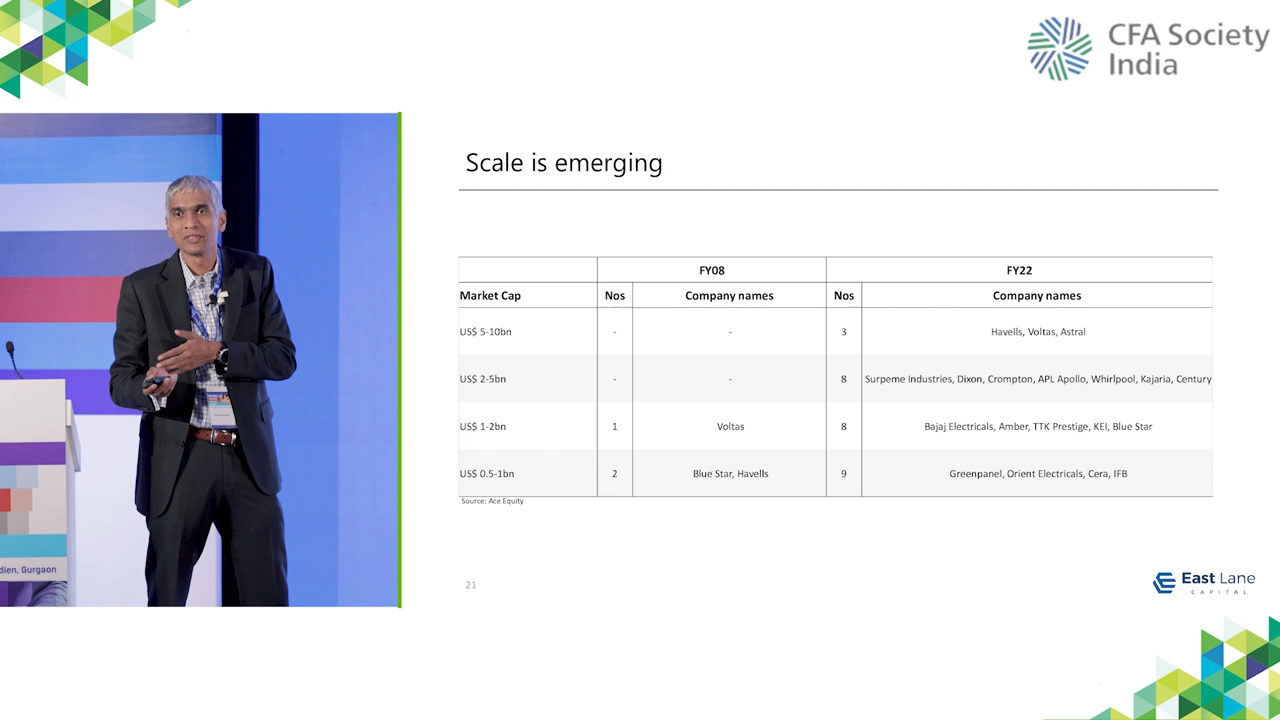 CFA Society
India
Scale is emerging
FY08 FY22
Market Cap Nos Company names Nos Company names
US$ 5-10bn - - 3 Havells, Voltas, Astral
US$ 2-5bn - - 8 Surpeme Industries, Dixon, Crompton, APL Apollo, Whirlpool, Kajaria, Century
US$ 1-2bn 1 Voltas 8 Bajaj Electricals, Amber, TTK Prestige, KEI, Blue Star
US$ 0.5-1bn 2 Blue Star, Havells 9 Greenpanel, Orient Electricals, Cera, IFB
Source: Ace Equity
dien, Gurgaon
21
East Lane
CAPITAL